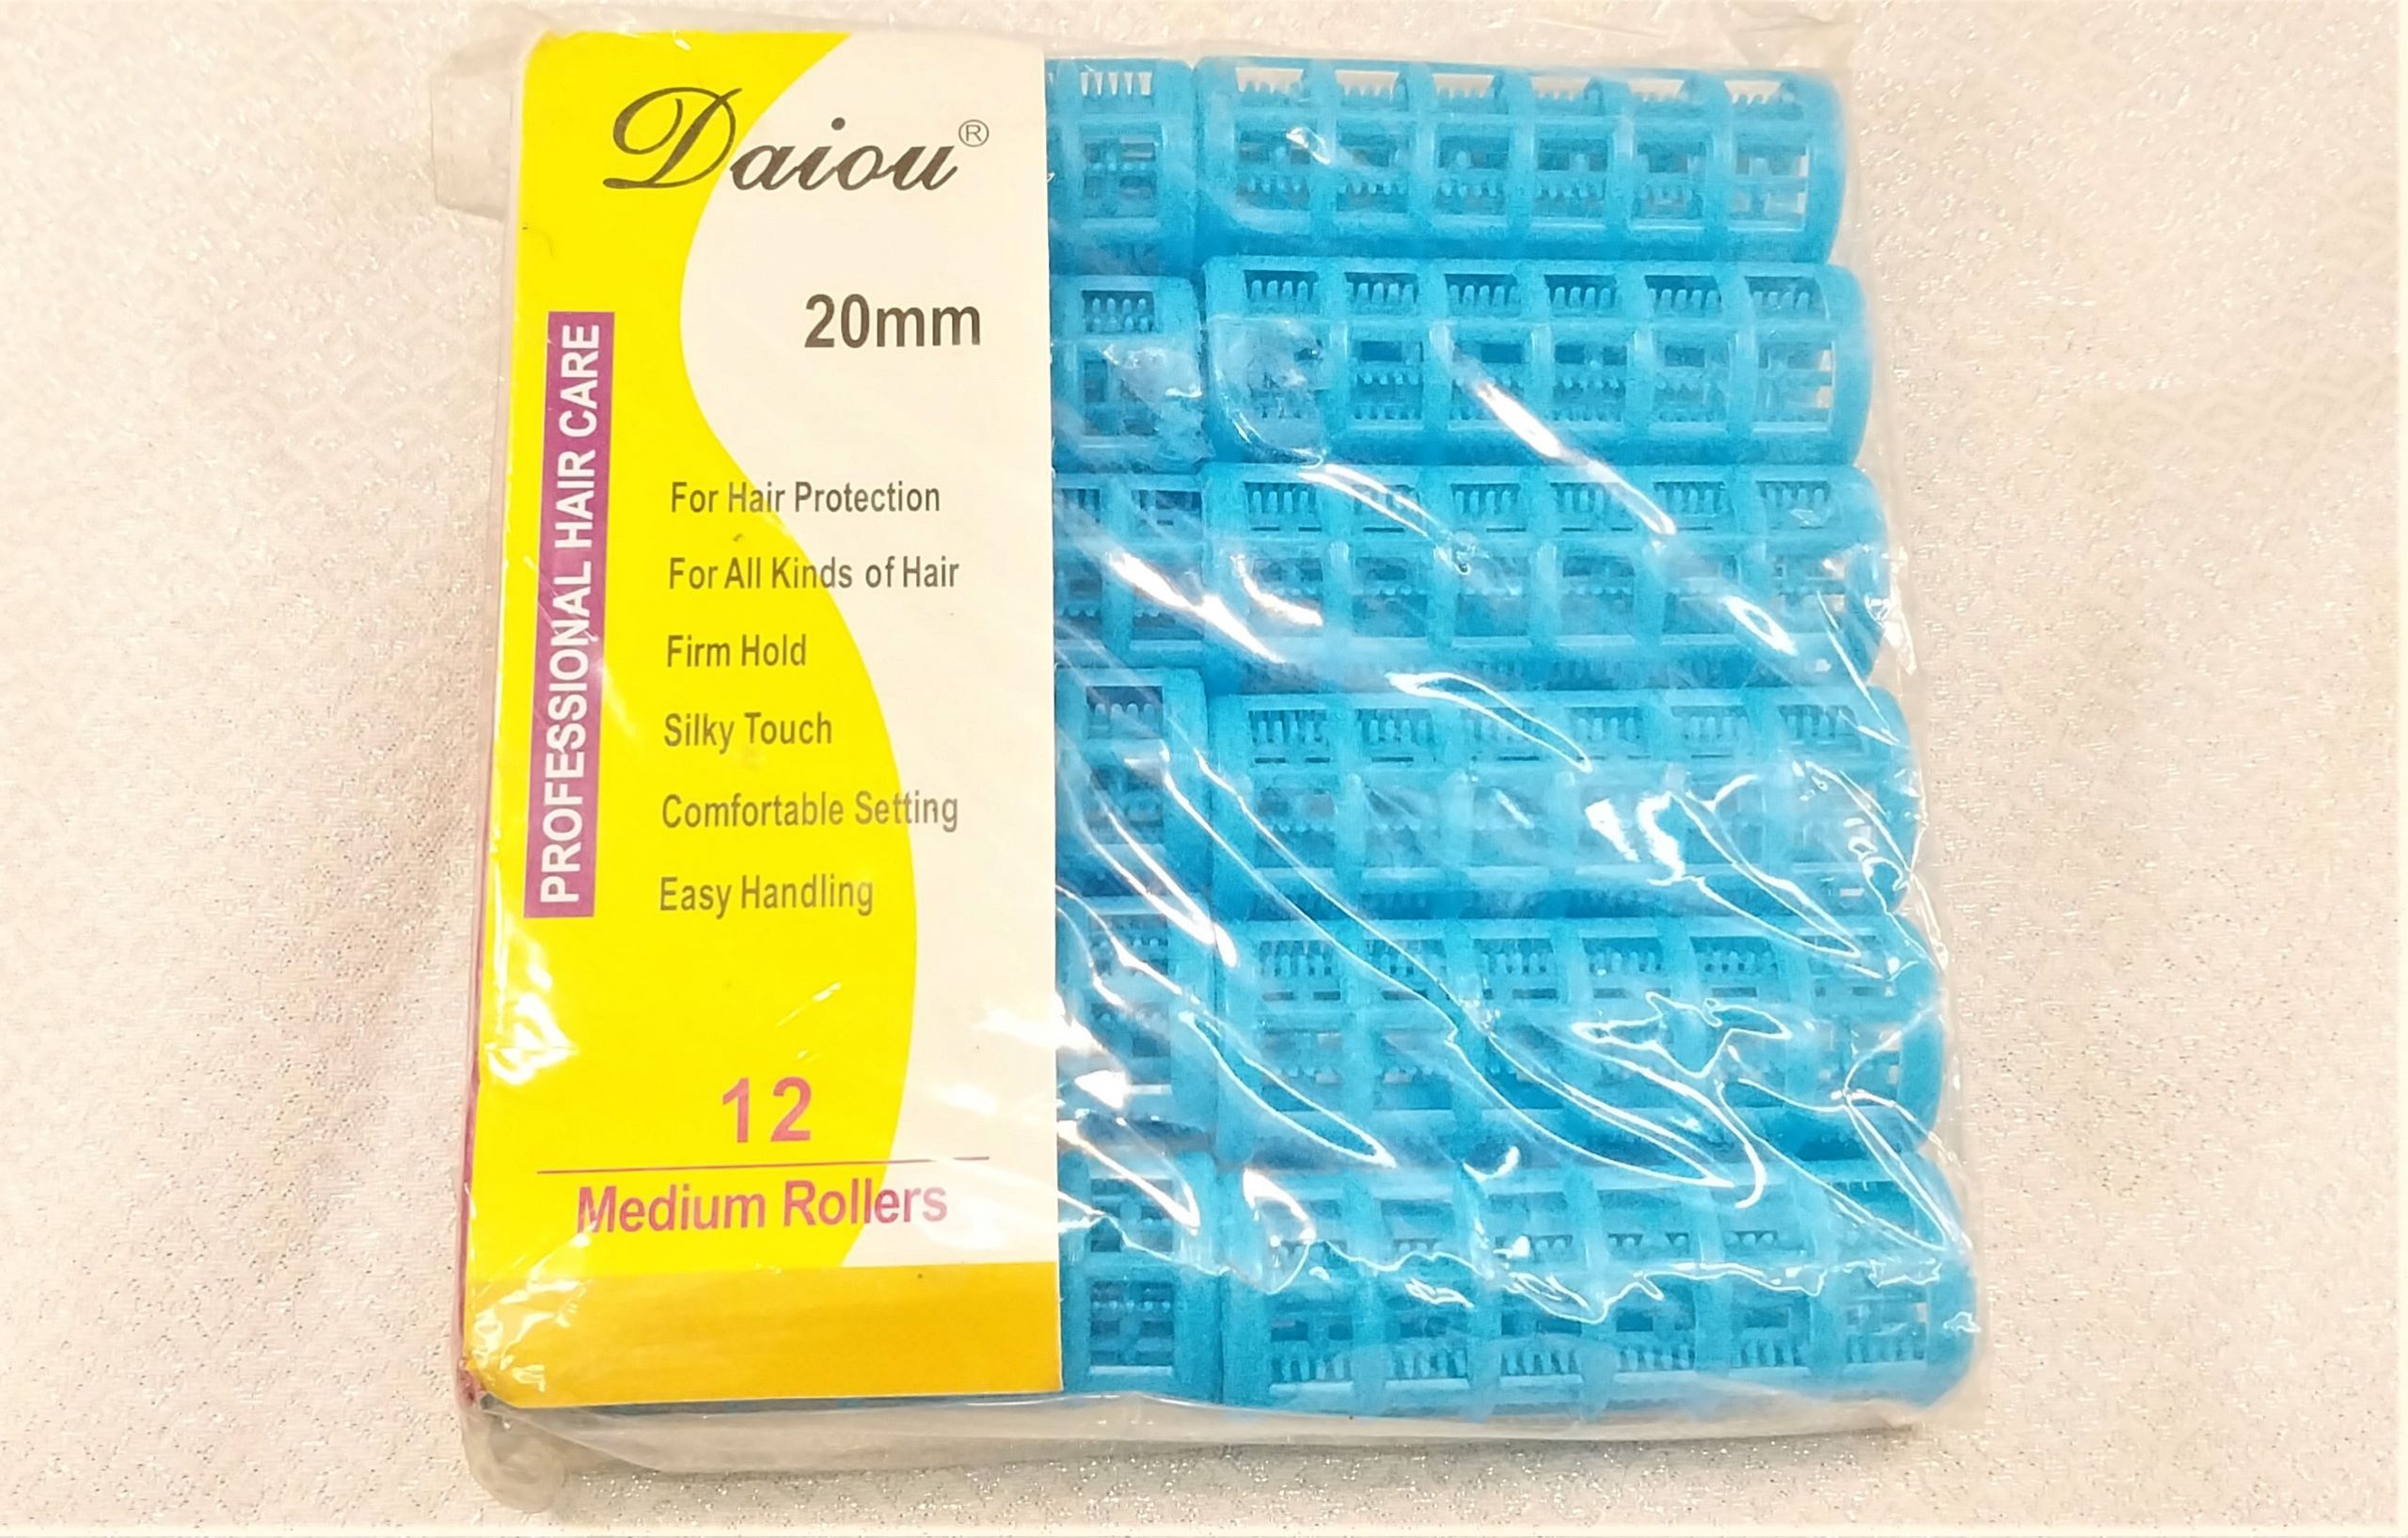 Daiou®
20mm
PROFESSIONAL HAIR CARE
For Hair Protection
For All Kinds of Hair
Firm Hold
Silky Touch
Comfortable Setting
Easy Handling
12
Medium Rollers